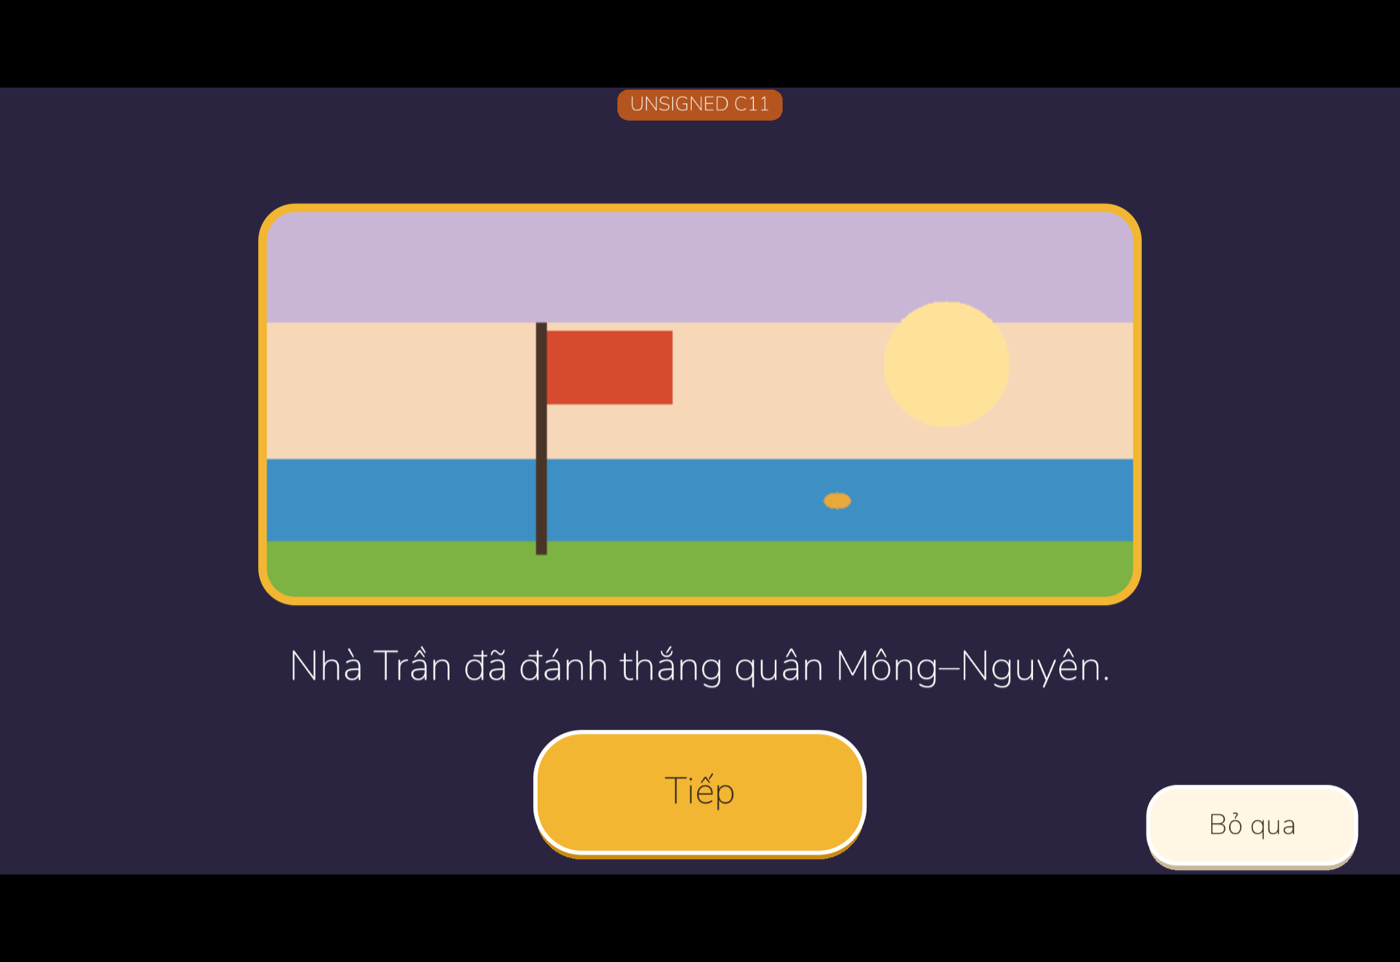 UNSIGNED C11
Nhà Trần đã đánh thắng quân Mông–Nguyên.
Tiếp
Bỏ qua